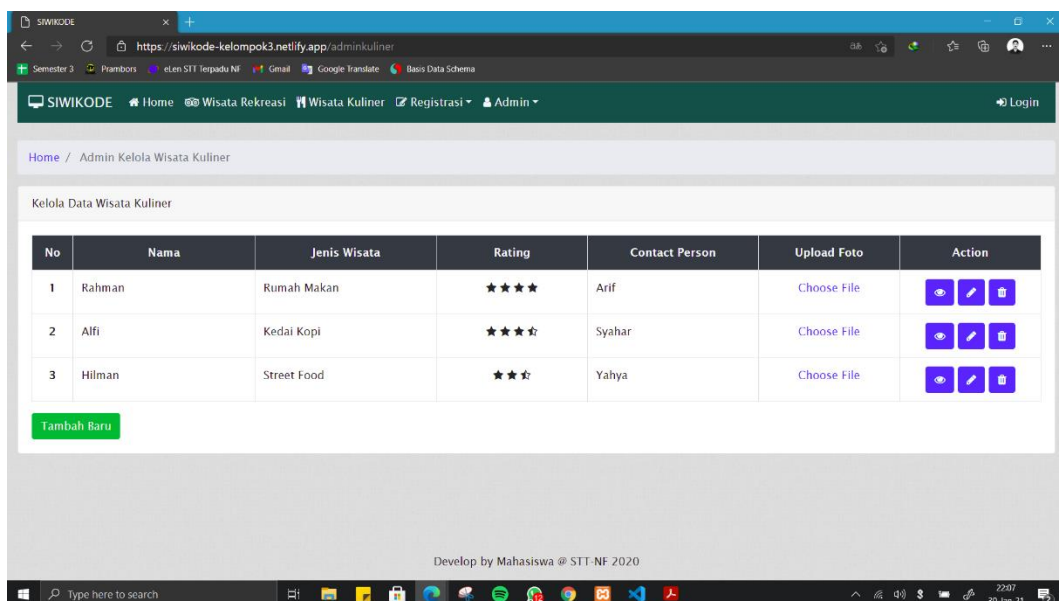 SIWIKODE
https://siwikode-kelompok3.netlify.app/adminkuliner
Semester 3 Prambors eLen STT Terpadu NF Gmail Google Translate Basis Data Schema
SIWIKODE Home Wisata Rekreasi Wisata Kuliner Registrasi Admin Login
Home / Admin Kelola Wisata Kuliner
Kelola Data Wisata Kuliner
No Nama Jenis Wisata Rating Contact Person Upload Foto Action
1 Rahman Rumah Makan Arif Choose File
2 Alfi Kedai Kopi Syahar Choose File
3 Hilman Street Food Yahya Choose File
Tambah Baru
Develop by Mahasiswa @ STT-NF 2020
Type here to search
22:07